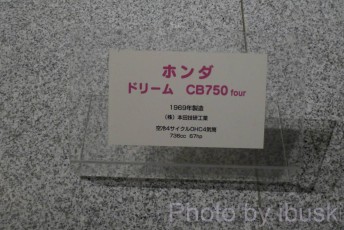 ホンダ
ドリーム CB750 four
1969年製造
(株) 本田技研工業
空冷4サイクルOHC4気筒
736cc 67hp
Photo by ibusk